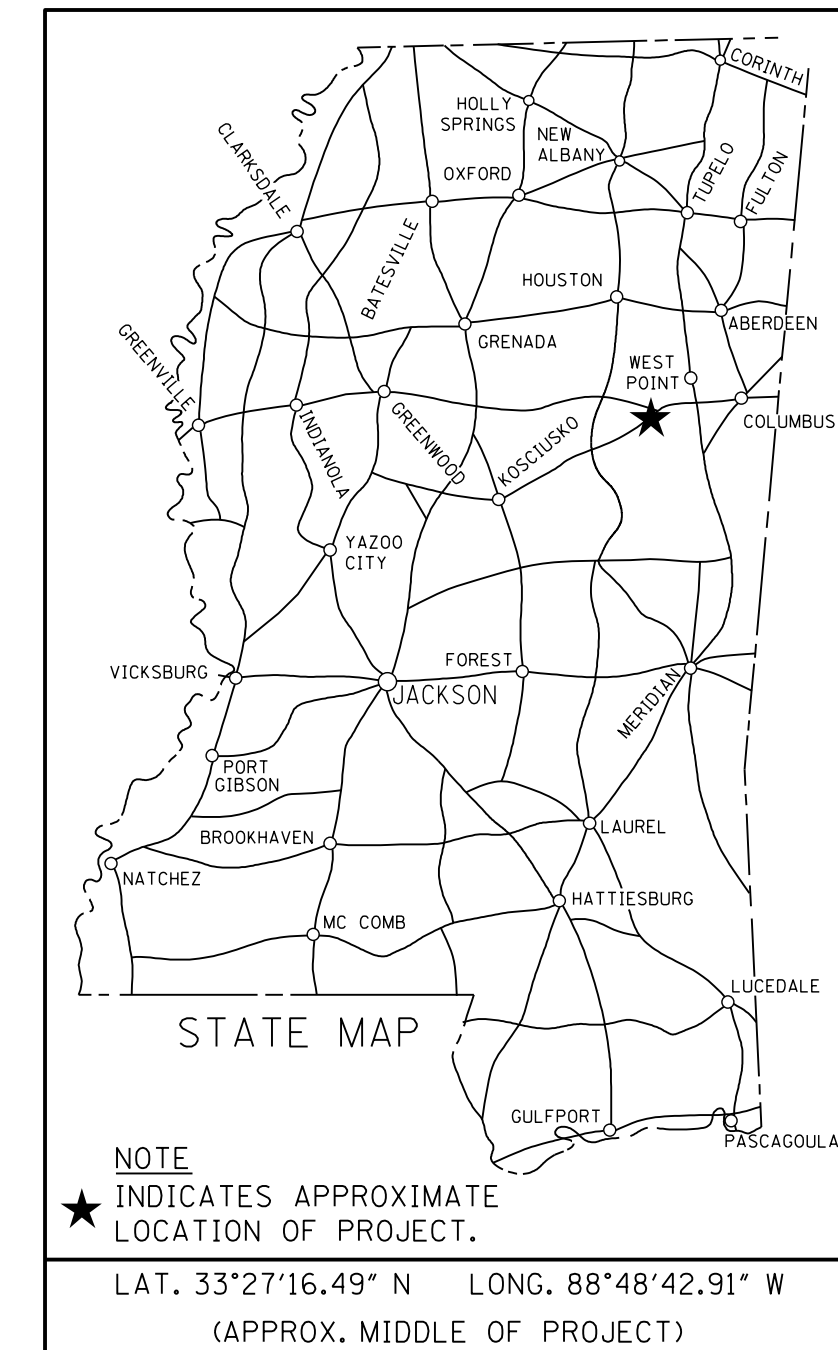 CORINTH
HOLLY
SPRINGS
NEW
ALBANY
CLARKSDALE
OXFORD
TUPELO
FULTON
BATESVILLE
HOUSTON
ABERDEEN
GREENVILLE
GRENADA
WEST
POINT
COLUMBUS
INDIANOLA
GREENWOOD
KOSCIUSKO
YAZOO
CITY
VICKSBURG
FOREST
JACKSON
MERIDIAN
PORT
GIBSON
BROOKHAVEN
LAUREL
NATCHEZ
HATTIESBURG
MC COMB
LUCEDALE
STATE MAP
GULFPORT
PASCAGOULA
NOTE
INDICATES APPROXIMATE
LOCATION OF PROJECT.
LAT. 33°27'16.49" N LONG. 88°48'42.91" W
(APPROX. MIDDLE OF PROJECT)